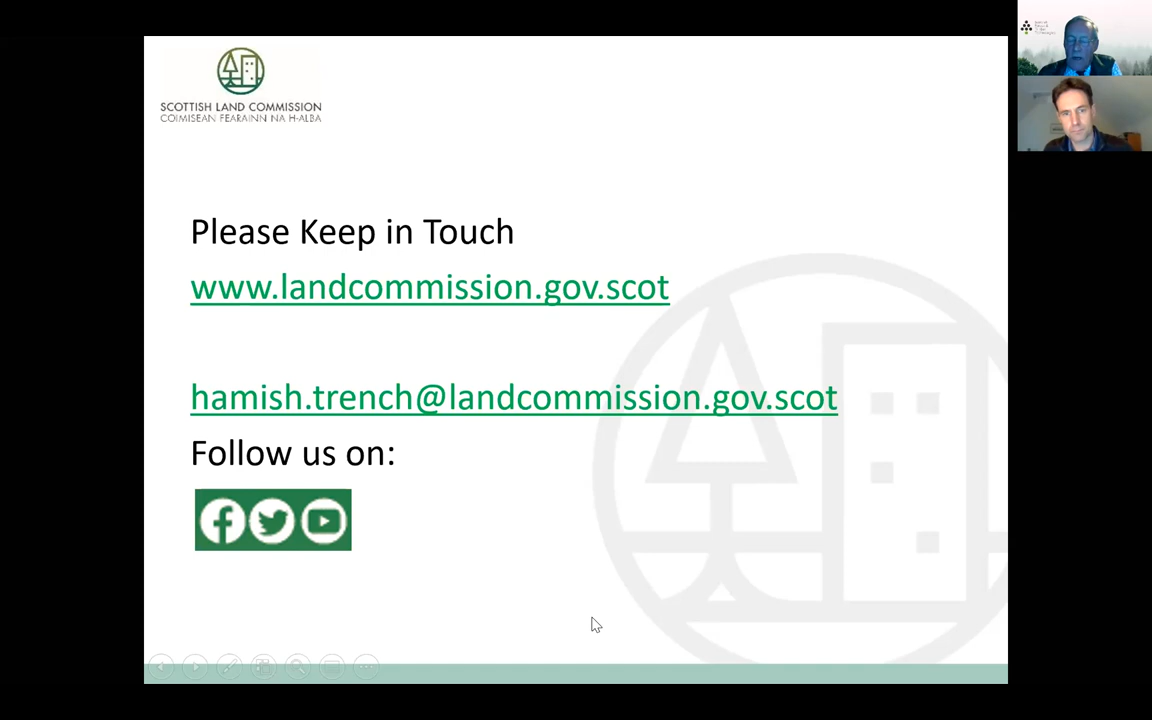 SCOTTISH LAND COMMISSION
COIMISEAN FEARAINN NA H-ALBA
Please Keep in Touch
www.landcommission.gov.scot
hamish.trench@landcommission.gov.scot
Follow us on: